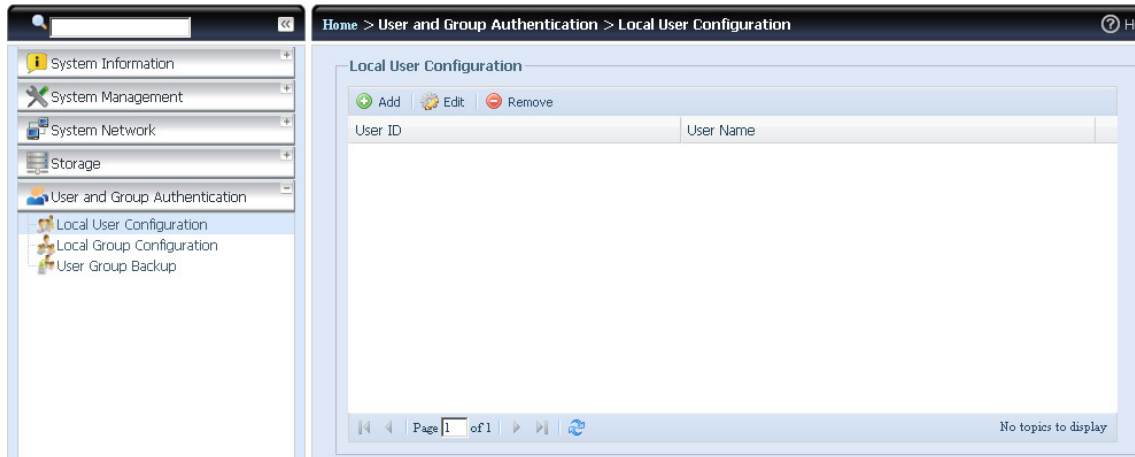 Home > User and Group Authentication > Local User Configuration
H
System Information
System Management
System Network
Storage
User and Group Authentication
Local User Configuration
Local Group Configuration
User Group Backup
Local User Configuration
Add Edit Remove
User ID User Name
Page 1 of 1 No topics to display